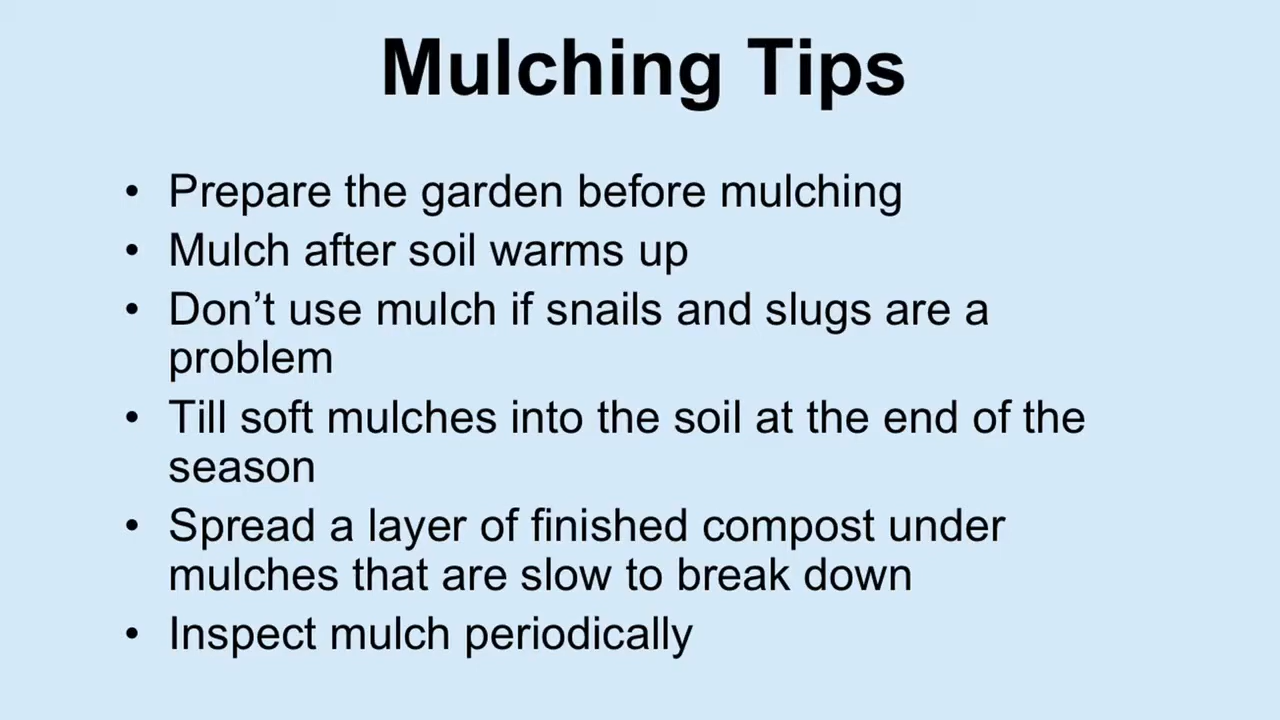 Mulching Tips
• Prepare the garden before mulching
• Mulch after soil warms up
• Don’t use mulch if snails and slugs are a
problem
• Till soft mulches into the soil at the end of the
season
• Spread a layer of finished compost under
mulches that are slow to break down
• Inspect mulch periodically